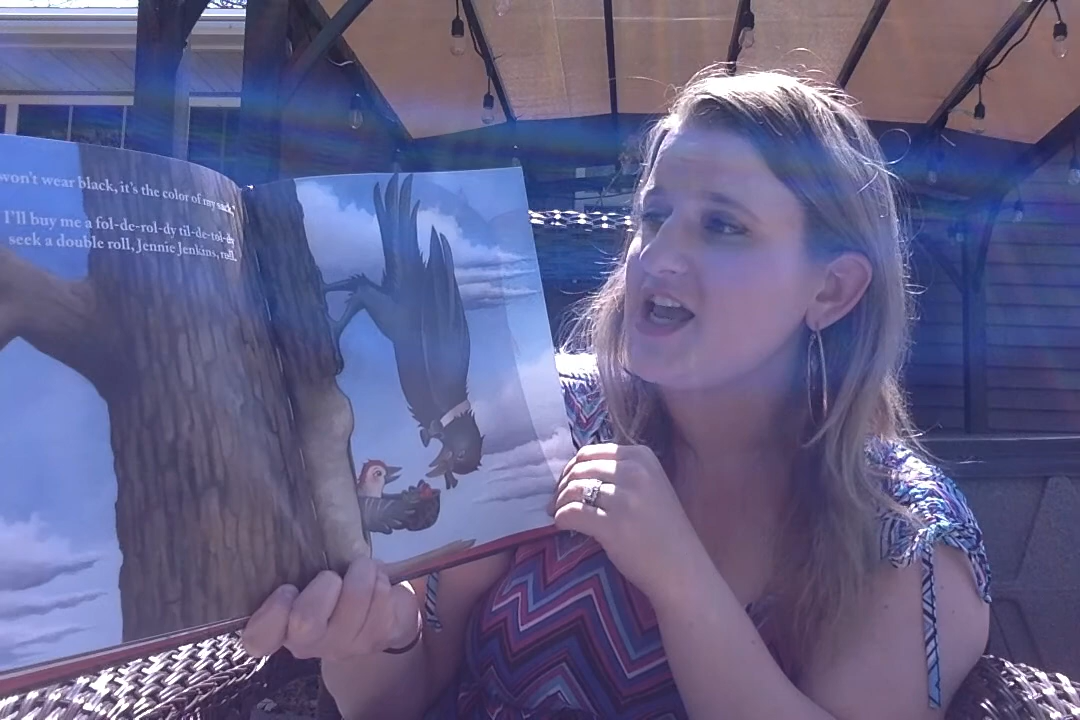 won't wear black, it's the color of my sack,
I'll buy me a fol-de-rol-dy til-de-tol-dy
seek a double roll, Jennie Jenkins, roll.